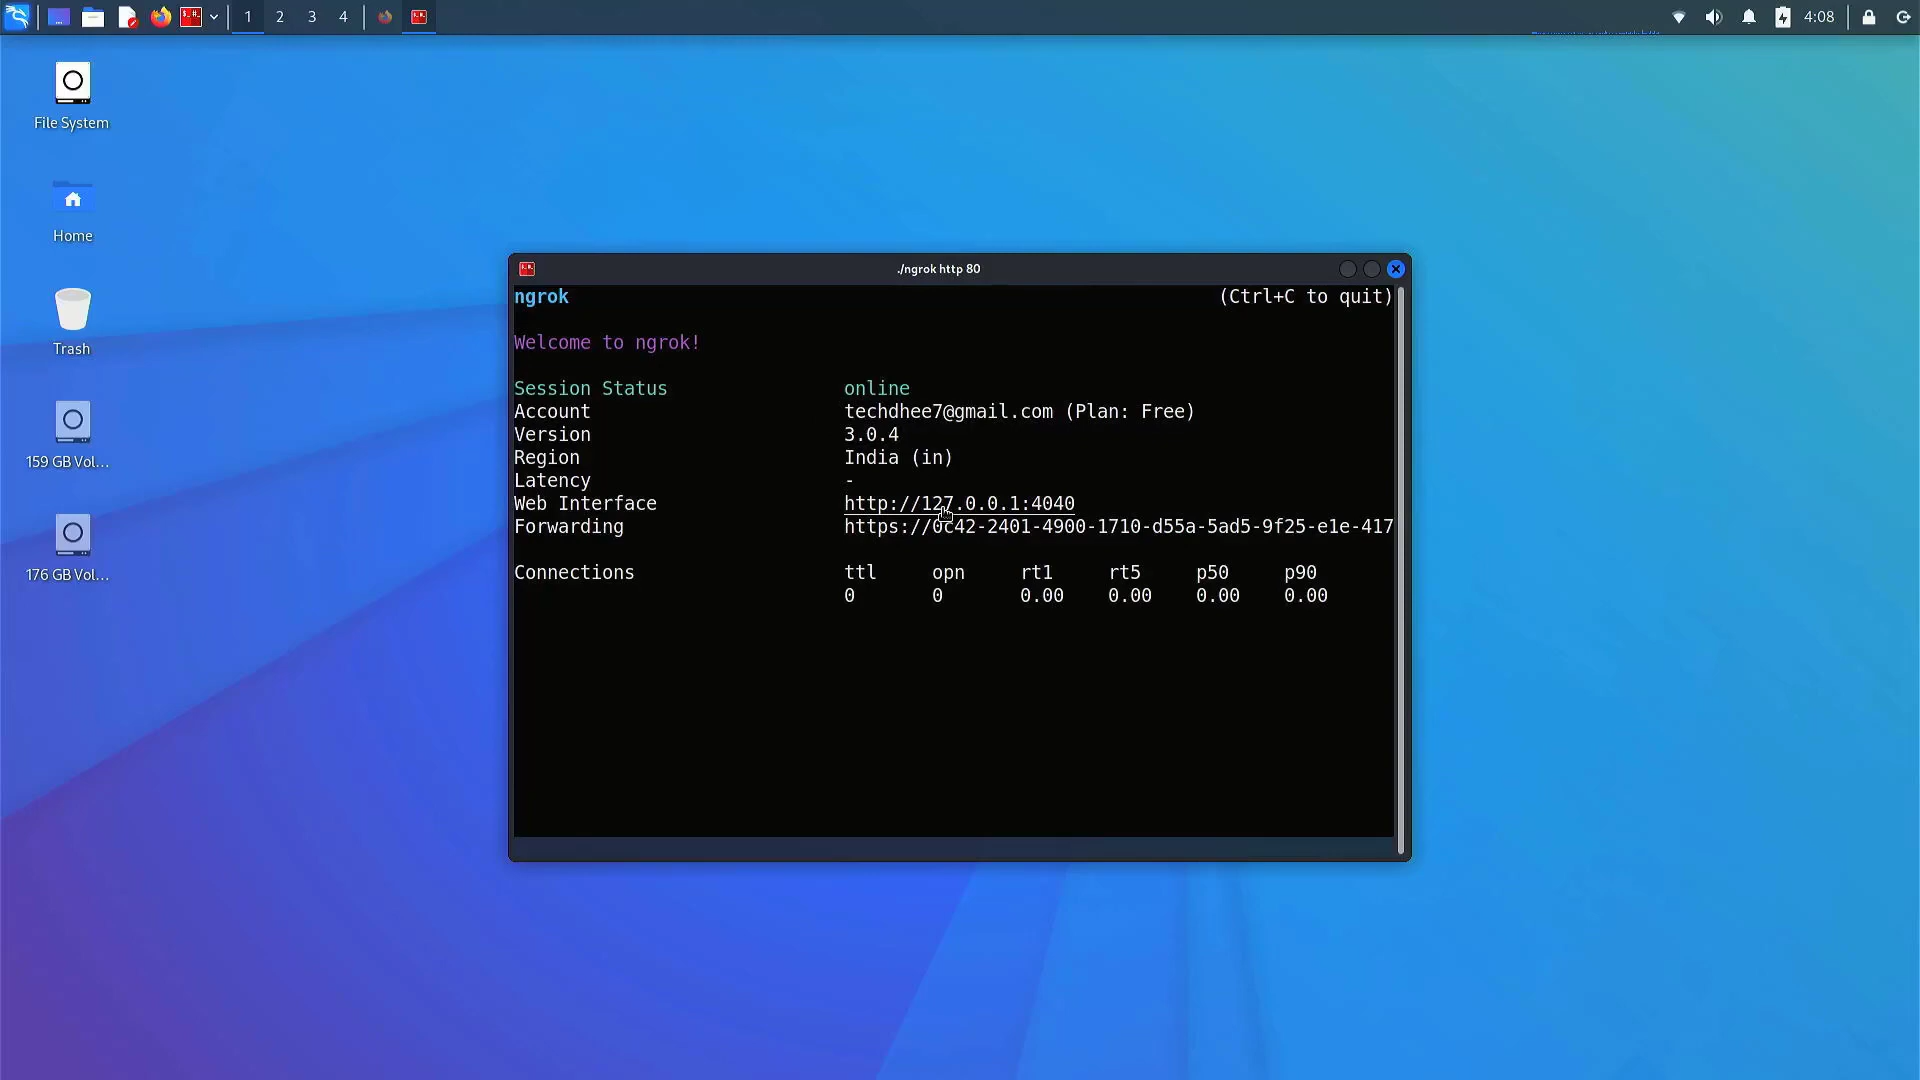 1 2 3 4
4:08
File System
Home
Trash
159 GB Vol...
176 GB Vol...
./ngrok http 80
ngrok (Ctrl+C to quit)
Welcome to ngrok!
Session Status online
Account techdhee7@gmail.com (Plan: Free)
Version 3.0.4
Region India (in)
Latency -
Web Interface http://127.0.0.1:4040
Forwarding https://0c42-2401-4900-1710-d55a-5ad5-9f25-e1e-417
Connections ttl opn rt1 rt5 p50 p90
0 0 0.00 0.00 0.00 0.00